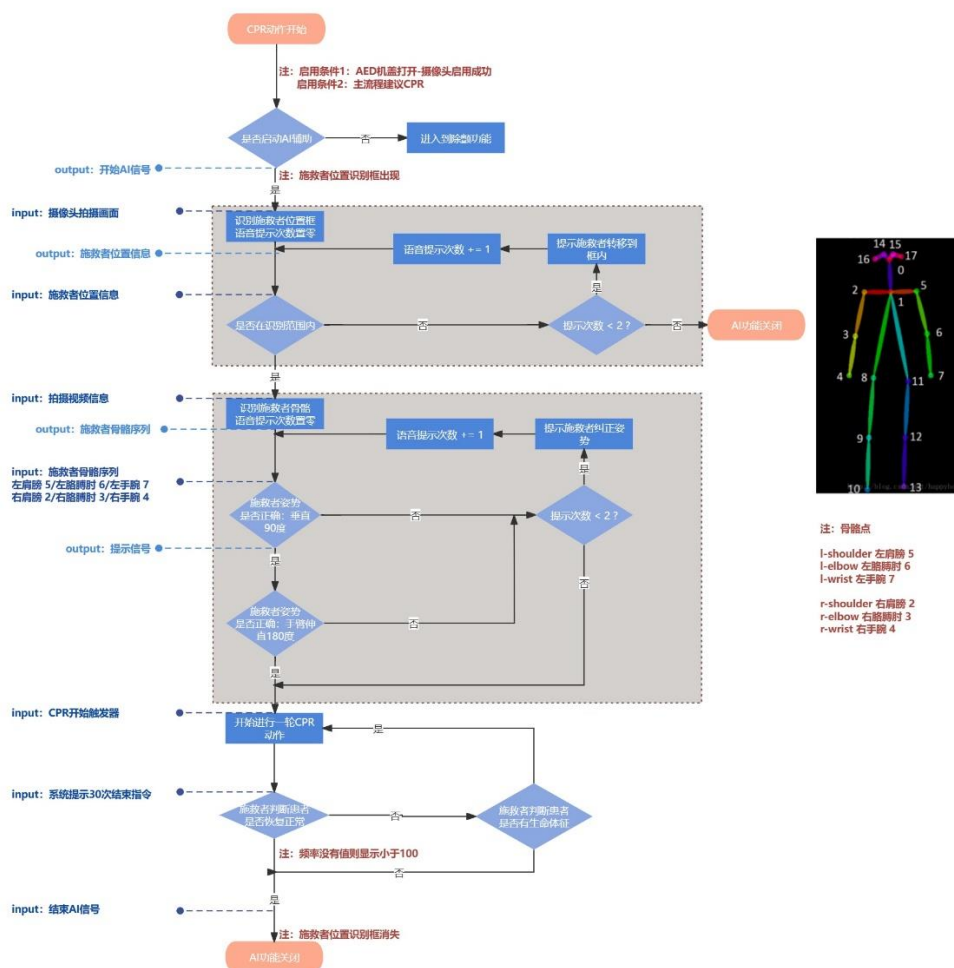 CPR动作开始
注：启用条件1：AED机盖打开-摄像头启用成功
启用条件2：主流程建议CPR
是否启动AI辅助
否
进入到除颤功能
output：开始AI信号
注：施救者位置识别框出现
是
input：摄像头拍摄画面
识别施救者位置框
语音提示次数置零
output：施救者位置信息
语音提示次数 += 1
提示施救者转移到
框内
是
input：施救者位置信息
是否在识别范围内
否
提示次数 < 2 ?
否
AI功能关闭
是
input：拍摄视频信息
识别施救者骨骼
语音提示次数置零
output：施救者骨骼序列
语音提示次数 += 1
提示施救者纠正姿
势
是
input：施救者骨骼序列
左肩膀 5/左胳膊肘 6/左手腕 7
右肩膀 2/右胳膊肘 3/右手腕 4
施救者姿势
是否正确：垂直
90度
否
提示次数 < 2 ?
output：提示信号
是
否
施救者姿势
是否正确：手臂伸
直180度
否
是
input：CPR开始触发器
开始进行一轮CPR
动作
是
input：系统提示30次结束指令
施救者判断患者
是否恢复正常
否
施救者判断患者
是否有生命体征
注：频率没有值则显示小于100
否
是
input：结束AI信号
注：施救者位置识别框消失
AI功能关闭
14 15
16 17
0
2 1 5
3 6
4 8 11 7
9 12
10 13
注：骨骼点
l-shoulder 左肩膀 5
l-elbow 左胳膊肘 6
l-wrist 左手腕 7
r-shoulder 右肩膀 2
r-elbow 右胳膊肘 3
r-wrist 右手腕 4